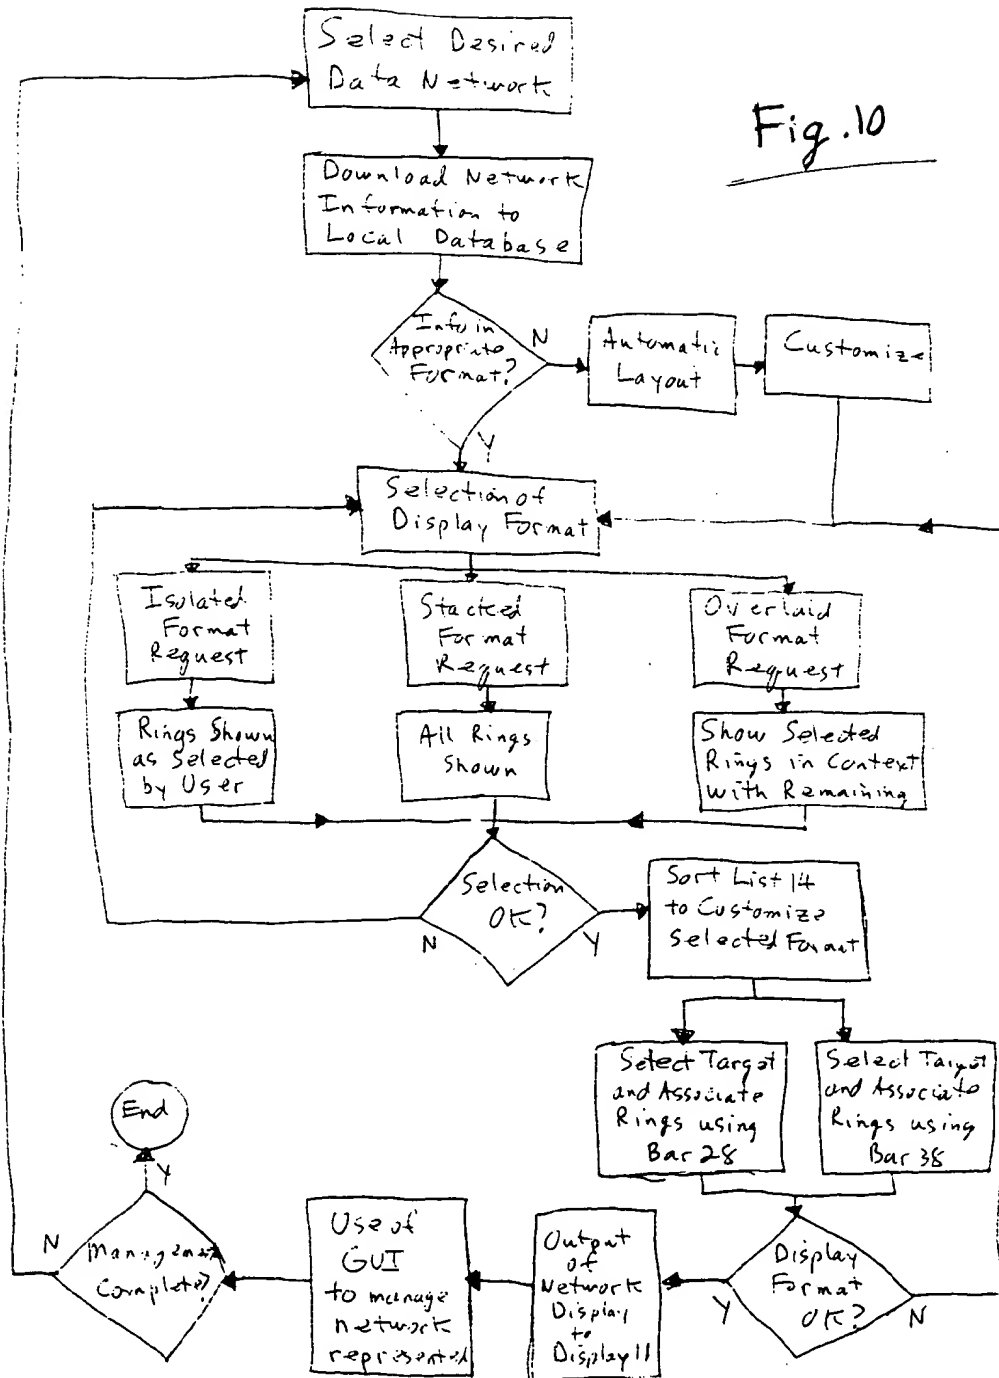 Select Desired
Data Network
Fig.10
Download Network
Information to
Local Database
Info in
Appropriate
Format?
N
Y
Automatic
Layout
Customize
Selection of
Display Format
Isolated
Format
Request
Stacked
Format
Request
Overlaid
Format
Request
Rings Shown
as Selected
by User
All Rings
Shown
Show Selected
Rings in Context
with Remaining
Selection
OK?
N
Y
Sort List 14
to Customize
Selected Format
Select Target
and Associate
Rings using
Bar 28
Select Target
and Associate
Rings using
Bar 38
Display
Format
OK?
Y
N
Output
of
Network
Display
to
Display 11
Use of
GUI
to manage
network
represented
Management
Complete?
N
Y
End